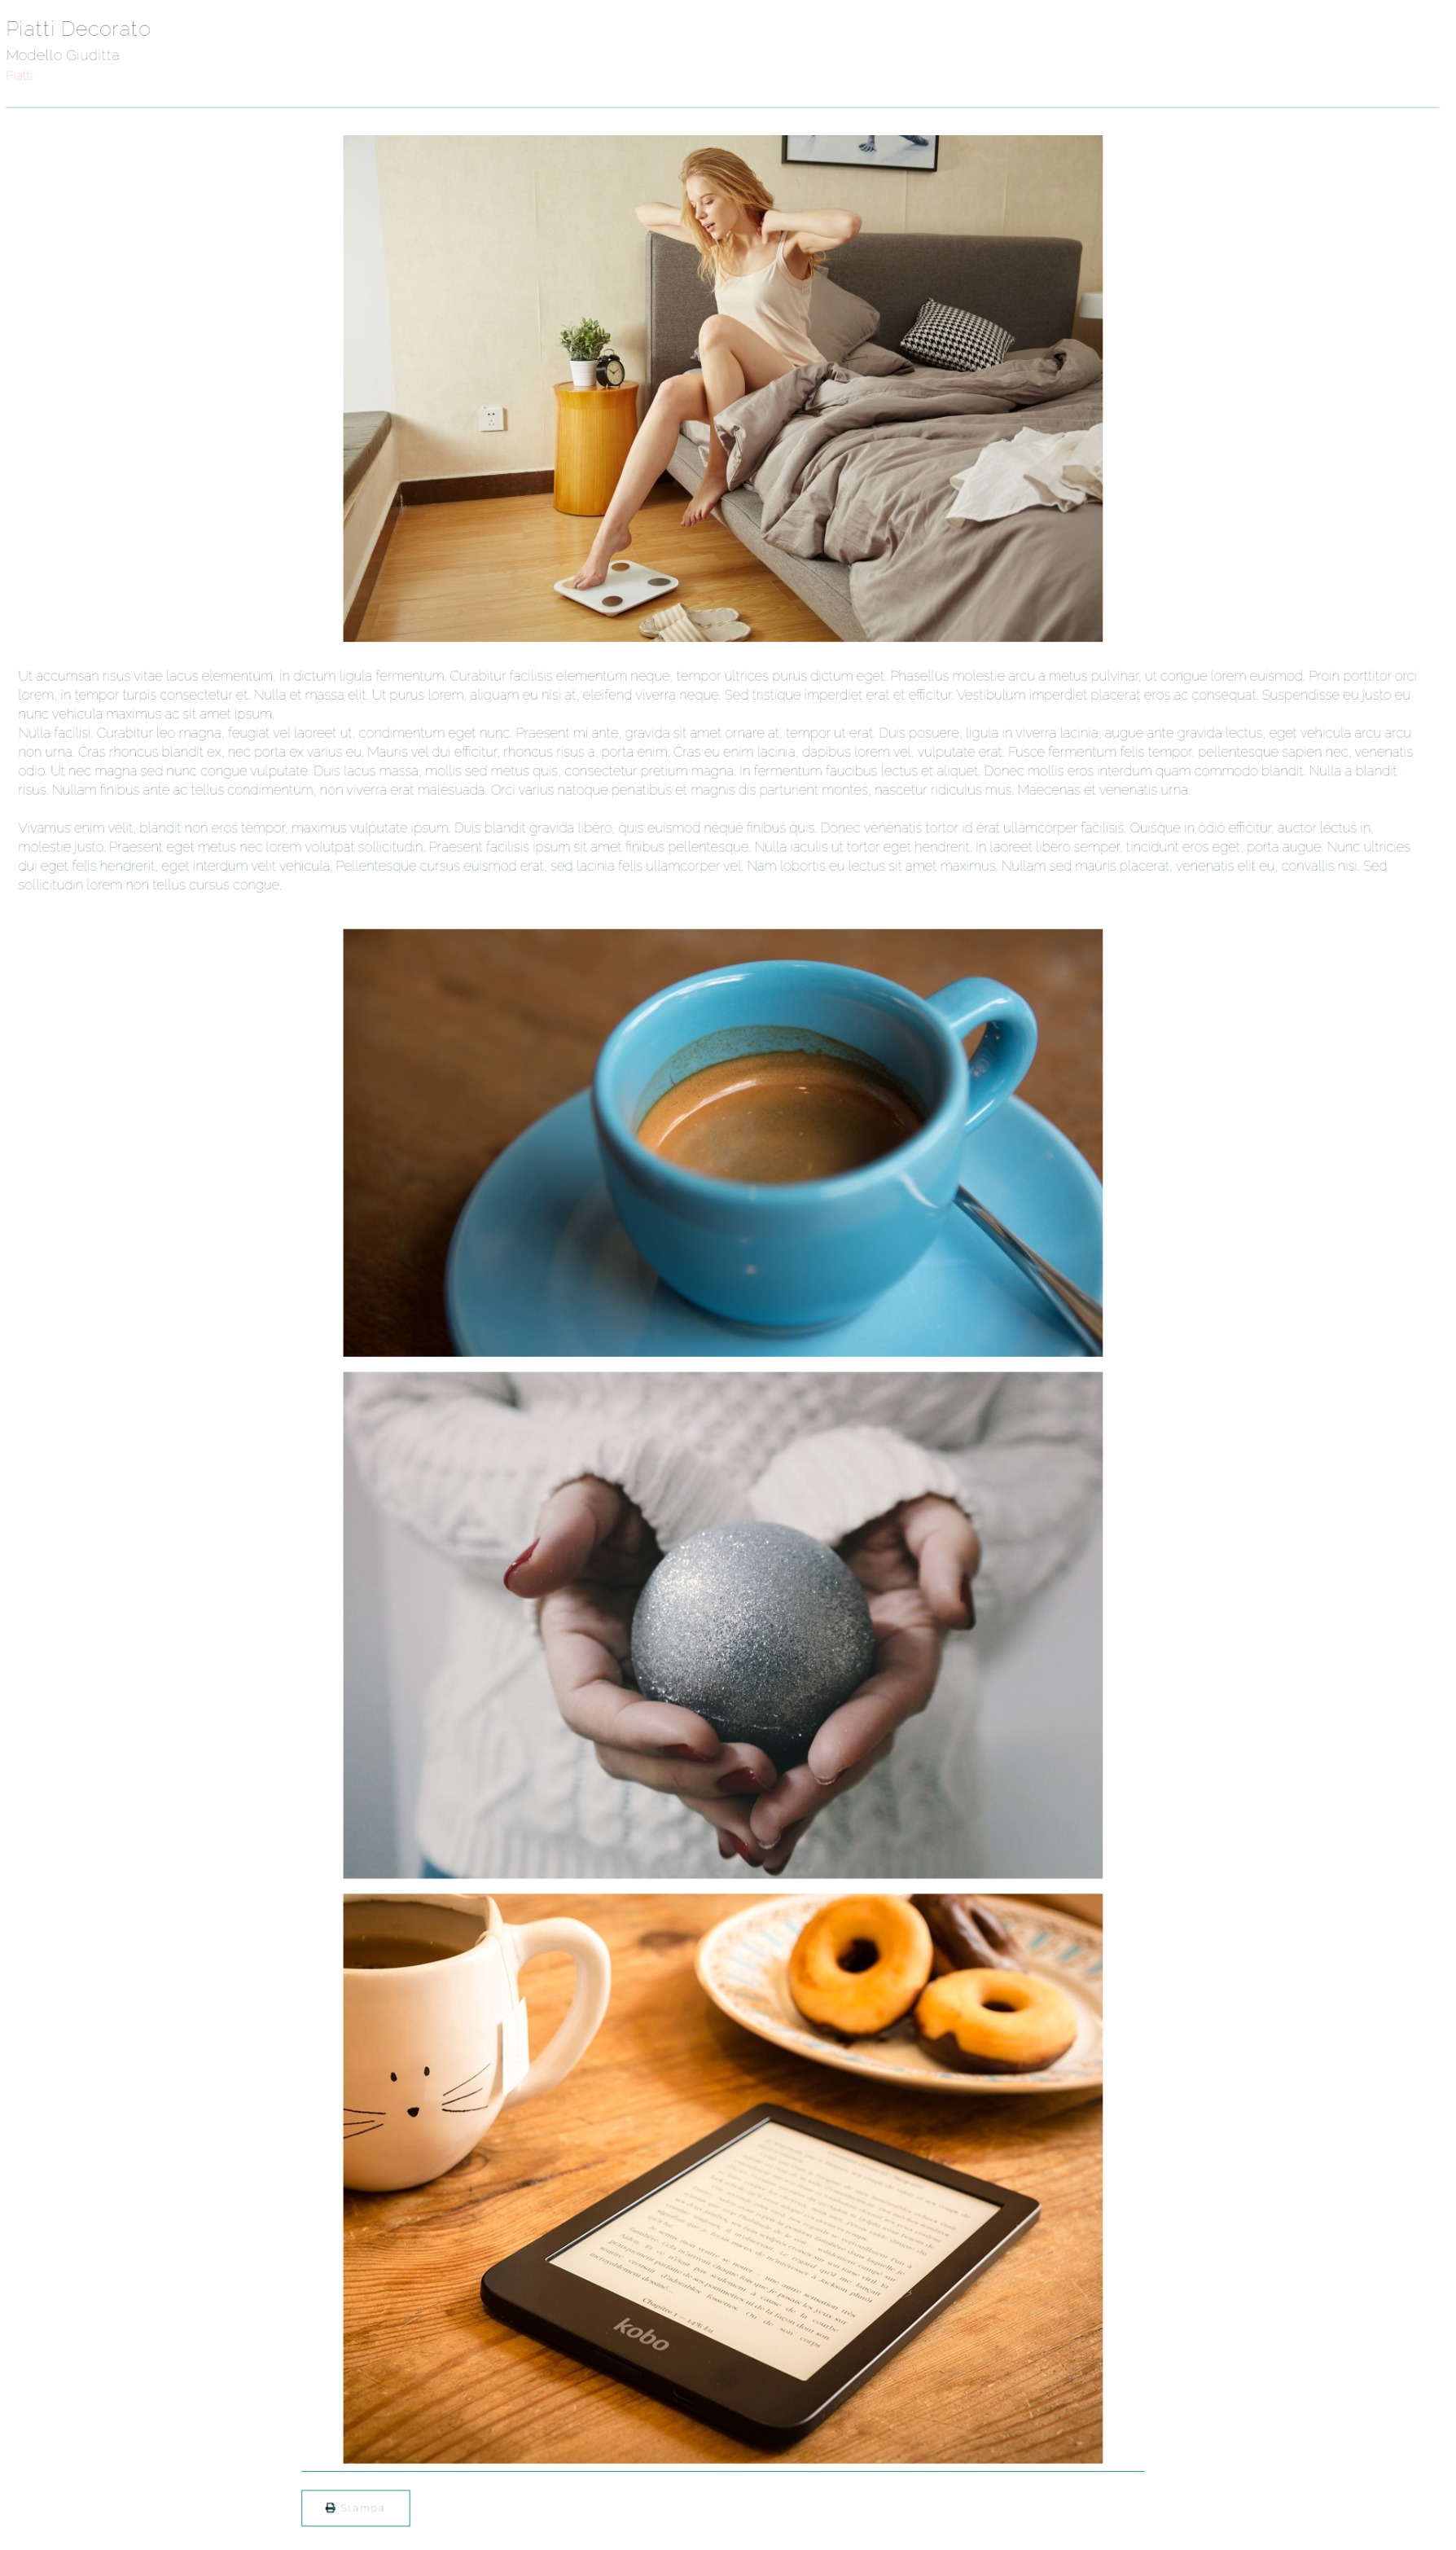 Piatti Decorato
Modello Giuditta
Piatti
Ut accumsan risus vitae lacus elementum, in dictum ligula fermentum. Curabitur facilisis elementum neque, tempor ultrices purus dictum eget. Phasellus molestie arcu a metus pulvinar, ut congue lorem euismod. Proin porttitor orci
lorem, in tempor turpis consectetur et. Nulla et massa elit. Ut purus lorem, aliquam eu nisi at, eleifend viverra neque. Sed tristique imperdiet erat et efficitur. Vestibulum imperdiet placerat eros ac consequat. Suspendisse eu justo eu
nunc vehicula maximus ac sit amet ipsum.
Nulla facilisi. Curabitur leo magna, feugiat vel laoreet ut, condimentum eget nunc. Praesent mi ante, gravida sit amet ornare at, tempor ut erat. Duis posuere, ligula in viverra lacinia, augue ante gravida lectus, eget vehicula arcu arcu
non urna. Cras rhoncus blandit ex, nec porta ex varius eu. Mauris vel dui efficitur, rhoncus risus a, porta enim. Cras eu enim lacinia, dapibus lorem vel, vulputate erat. Fusce fermentum felis tempor, pellentesque sapien nec, venenatis
odio. Ut nec magna sed nunc congue vulputate. Duis lacus massa, mollis sed metus quis, consectetur pretium magna. In fermentum faucibus lectus et aliquet. Donec mollis eros interdum quam commodo blandit. Nulla a blandit
risus. Nullam finibus ante ac tellus condimentum, non viverra erat malesuada. Orci varius natoque penatibus et magnis dis parturient montes, nascetur ridiculus mus. Maecenas et venenatis urna.
Vivamus enim velit, blandit non eros tempor, maximus vulputate ipsum. Duis blandit gravida libero, quis euismod neque finibus quis. Donec venenatis tortor id erat ullamcorper facilisis. Quisque in odio efficitur, auctor lectus in,
molestie justo. Praesent eget metus nec lorem volutpat sollicitudin. Praesent facilisis ipsum sit amet finibus pellentesque. Nulla iaculis ut tortor eget hendrerit. In laoreet libero semper, tincidunt eros eget, porta augue. Nunc ultricies
dui eget felis hendrerit, eget interdum velit vehicula. Pellentesque cursus euismod erat, sed lacinia felis ullamcorper vel. Nam lobortis eu lectus sit amet maximus. Nullam sed mauris placerat, venenatis elit eu, convallis nisi. Sed
sollicitudin lorem non tellus cursus congue.
kobo
Stampa